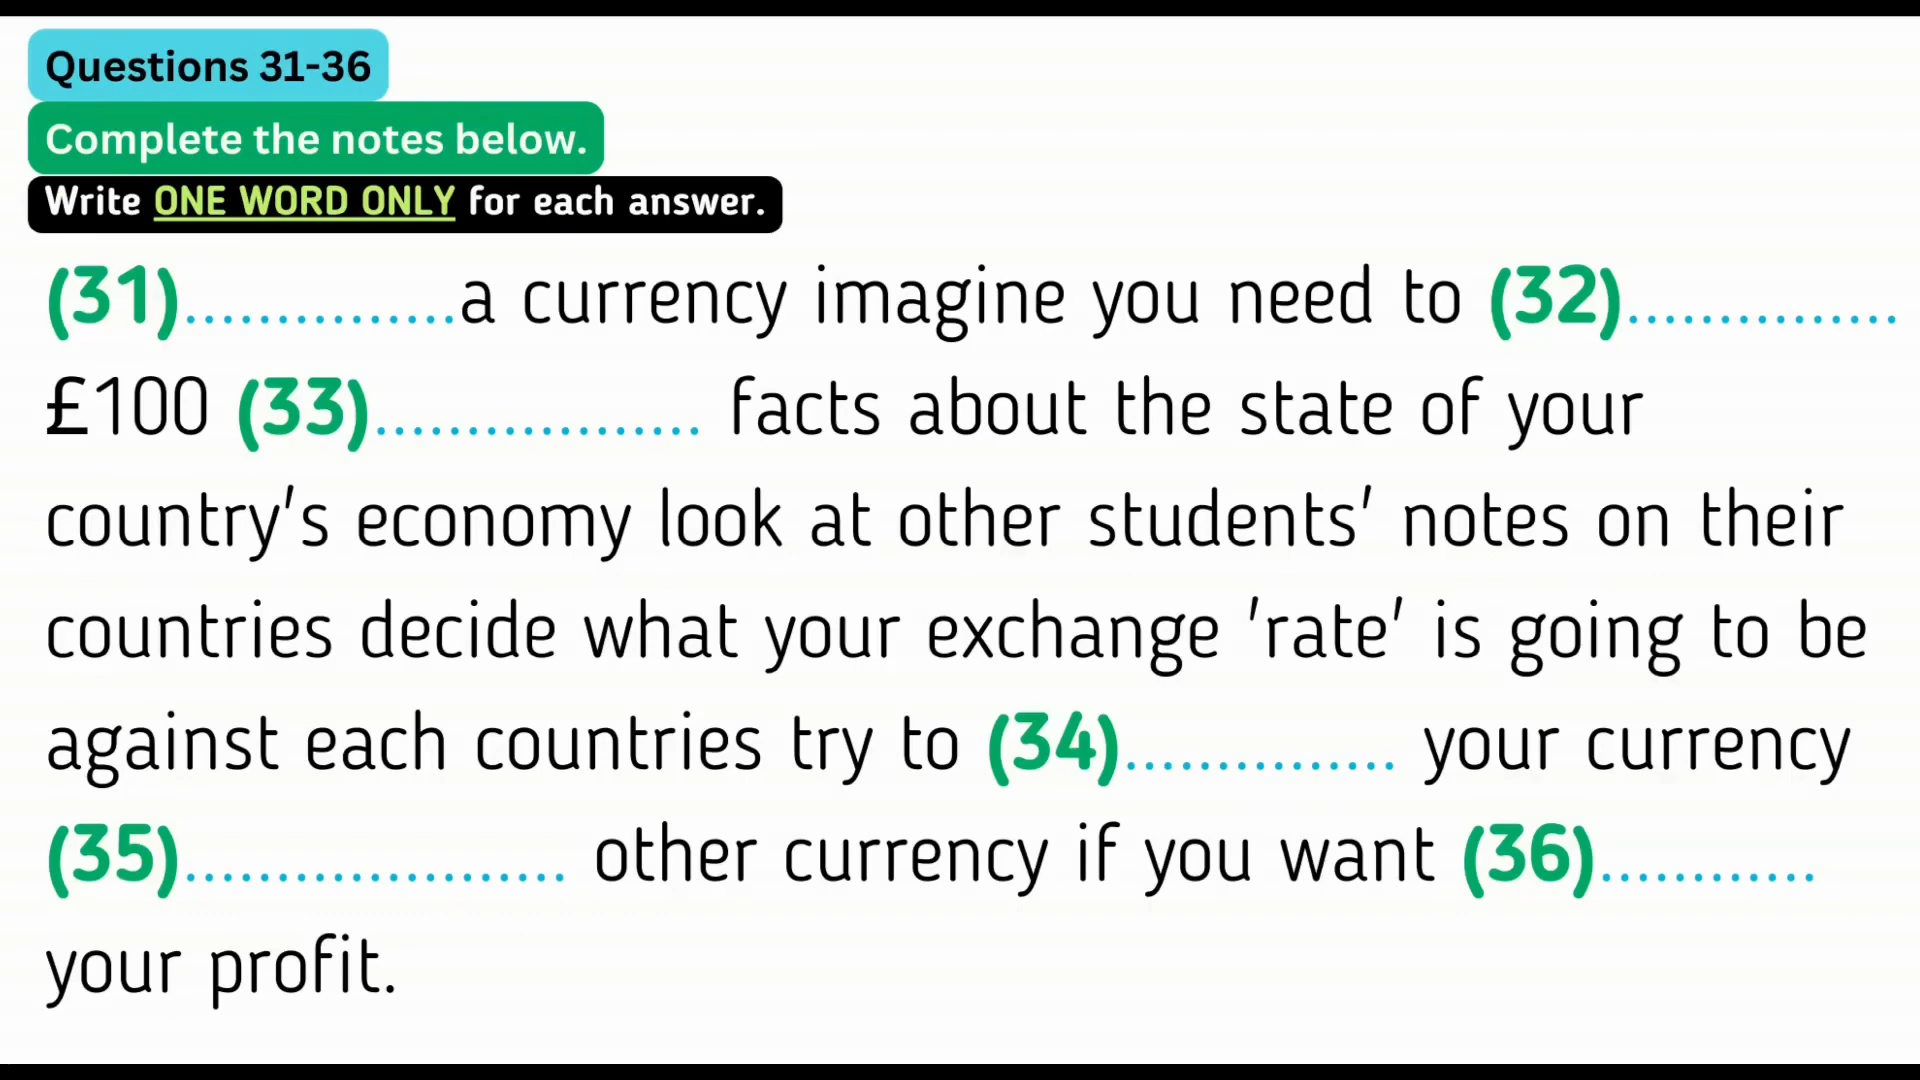 Questions 31-36
Complete the notes below.
Write ONE WORD ONLY for each answer.
(31)...............a currency imagine you need to (32)...............
£100 (33).................. facts about the state of your
country's economy look at other students' notes on their
countries decide what your exchange 'rate' is going to be
against each countries try to (34)............... your currency
(35)..................... other currency if you want (36)............
your profit.